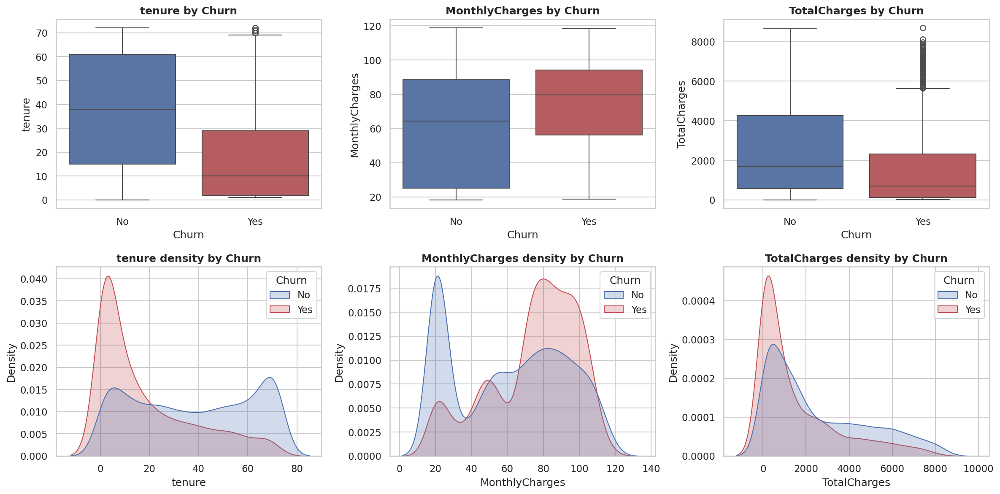 tenure by Churn
tenure
70
60
50
40
30
20
10
0
No
Yes
Churn
MonthlyCharges by Churn
MonthlyCharges
120
100
80
60
40
20
No
Yes
Churn
TotalCharges by Churn
TotalCharges
8000
6000
4000
2000
0
No
Yes
Churn
tenure density by Churn
Density
0.040
0.035
0.030
0.025
0.020
0.015
0.010
0.005
0.000
Churn
No
Yes
0 20 40 60 80
tenure
MonthlyCharges density by Churn
Density
0.0175
0.0150
0.0125
0.0100
0.0075
0.0050
0.0025
0.0000
Churn
No
Yes
0 20 40 60 80 100 120 140
MonthlyCharges
TotalCharges density by Churn
Density
0.0004
0.0003
0.0002
0.0001
0.0000
Churn
No
Yes
0 2000 4000 6000 8000 10000
TotalCharges